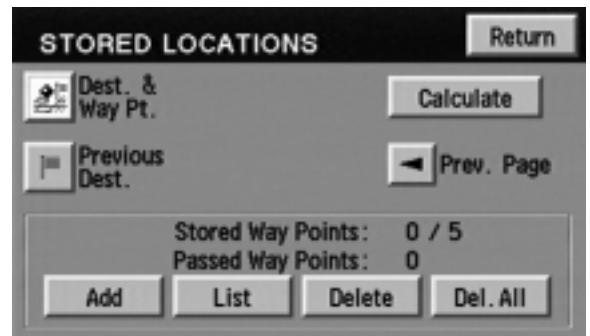 STORED LOCATIONS Return
Dest. &
Way Pt.
Calculate
Previous
Dest.
Prev. Page
Stored Way Points: 0 / 5
Passed Way Points: 0
Add List Delete Del. All